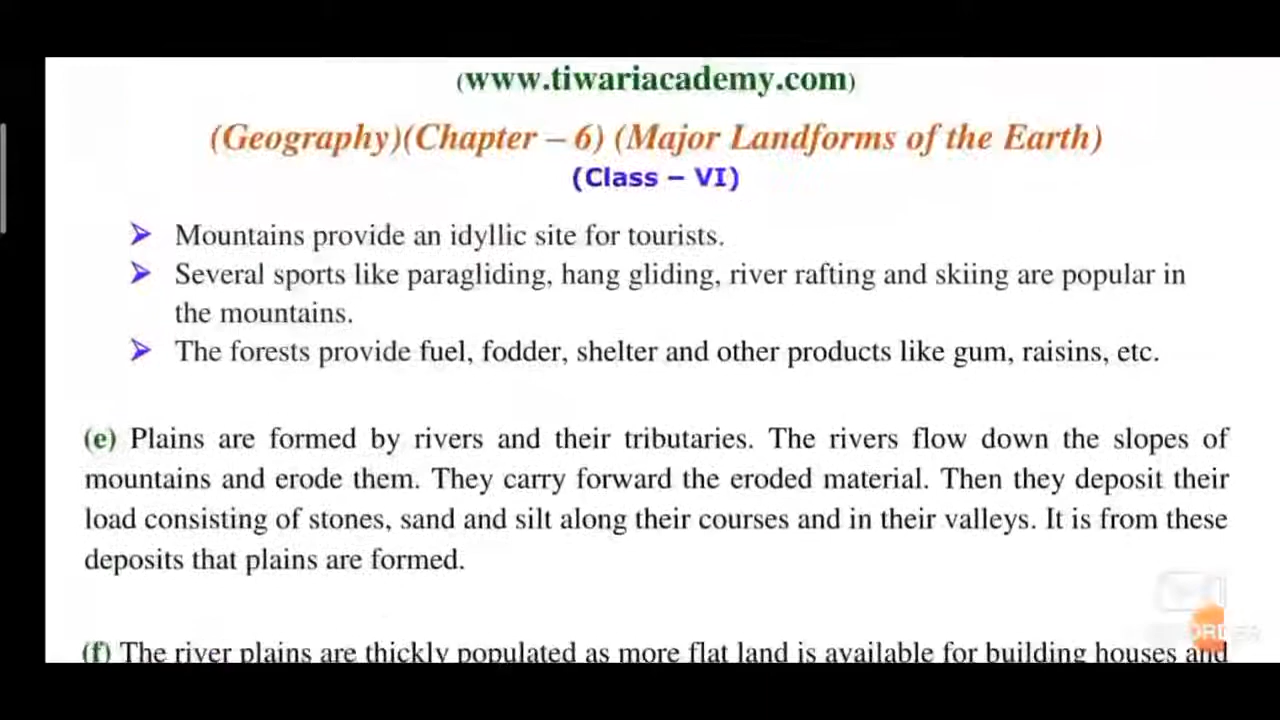 (www.tiwariacademy.com)
(Geography)(Chapter – 6) (Major Landforms of the Earth)
(Class – VI)
➢ Mountains provide an idyllic site for tourists.
➢ Several sports like paragliding, hang gliding, river rafting and skiing are popular in
the mountains.
➢ The forests provide fuel, fodder, shelter and other products like gum, raisins, etc.
(e) Plains are formed by rivers and their tributaries. The rivers flow down the slopes of
mountains and erode them. They carry forward the eroded material. Then they deposit their
load consisting of stones, sand and silt along their courses and in their valleys. It is from these
deposits that plains are formed.
(f) The river plains are thickly populated as more flat land is available for building houses and